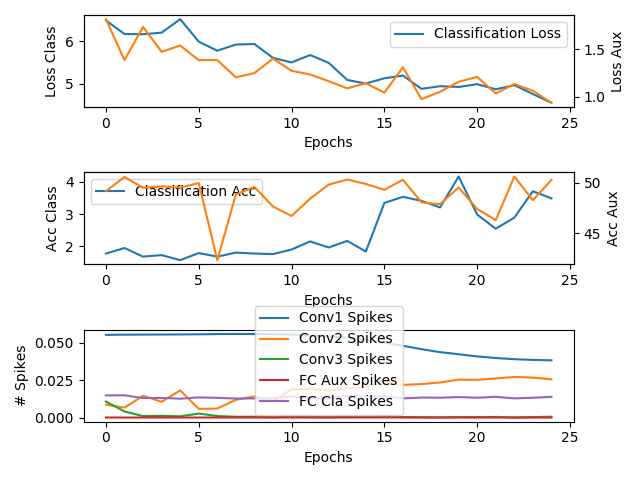 Classification Loss
Loss Class
Loss Aux
6
5
1.5
1.0
0 5 10 15 20 25
Epochs
Classification Acc
Acc Class
Acc Aux
4
3
2
50
45
0 5 10 15 20 25
Epochs
Conv1 Spikes
Conv2 Spikes
Conv3 Spikes
FC Aux Spikes
FC Cla Spikes
# Spikes
0.050
0.025
0.000
0 5 10 15 20 25
Epochs